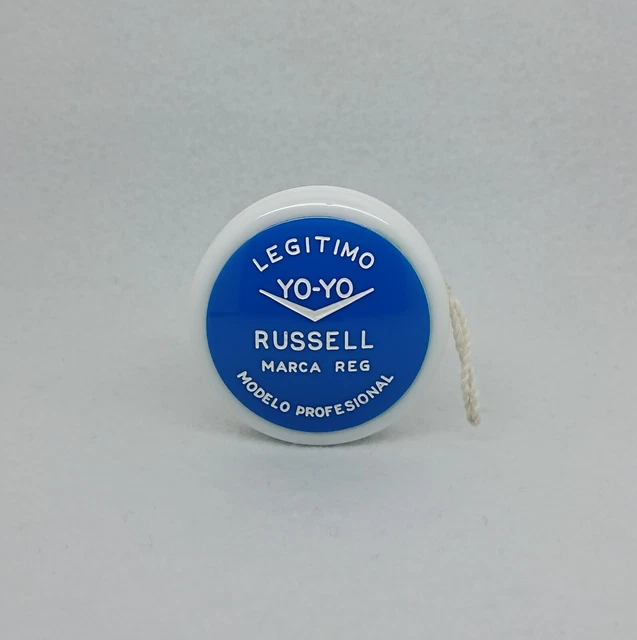 LEGITIMO
YO-YO
RUSSELL
MARCA REG
MODELO PROFESIONAL